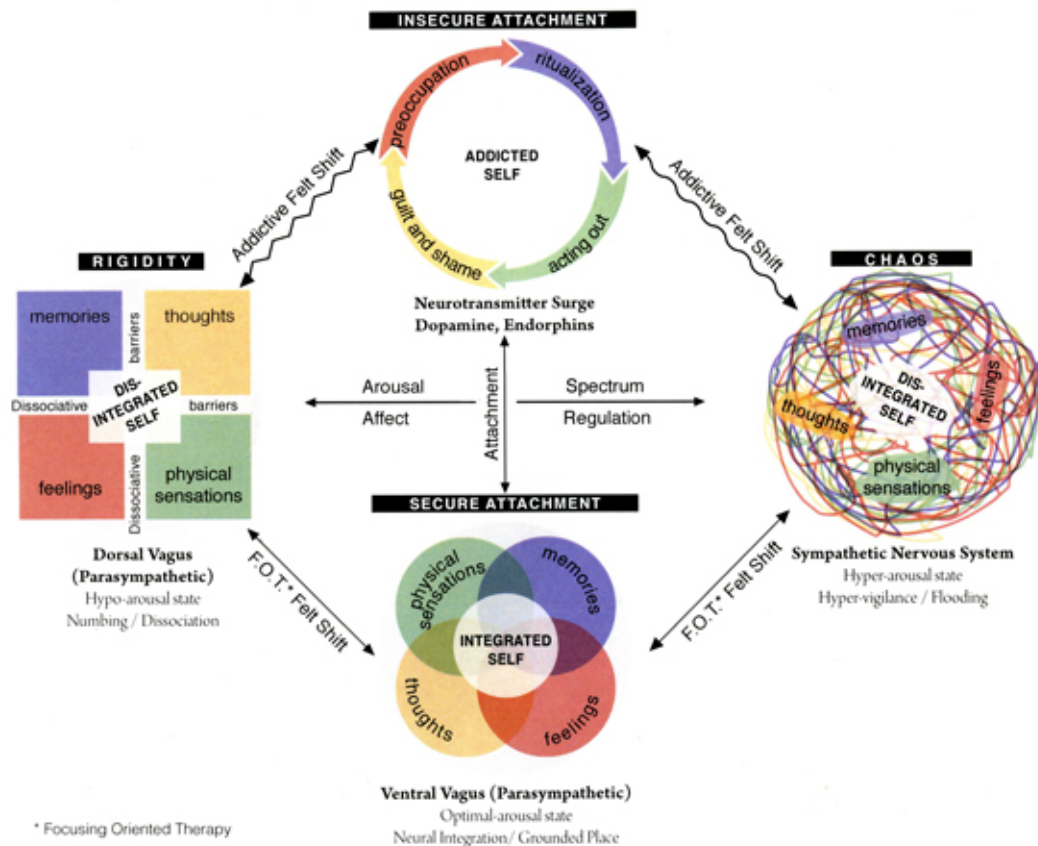 INSECURE ATTACHMENT
preoccupation
ritualization
ADDICTED
SELF
guilt and shame
acting out
Addictive Felt Shift
Addictive Felt Shift
Neurotransmitter Surge
Dopamine, Endorphins
RIGIDITY
memories
barriers
thoughts
Dissociative
DIS-
INTEGRATED
SELF
barriers
feelings
Dissociative
physical
sensations
Dorsal Vagus
(Parasympathetic)
Hypo-arousal state
Numbing / Dissociation
Arousal
Affect
Attachment
Spectrum
Regulation
CHAOS
memories
DIS-
INTEGRATED
SELF
feelings
thoughts
physical
sensations
Sympathetic Nervous System
Hyper-arousal state
Hyper-vigilance / Flooding
F.O.T.* Felt Shift
F.O.T.* Felt Shift
SECURE ATTACHMENT
physical
sensations
memories
INTEGRATED
SELF
thoughts
feelings
Ventral Vagus (Parasympathetic)
Optimal-arousal state
Neural Integration/ Grounded Place
* Focusing Oriented Therapy